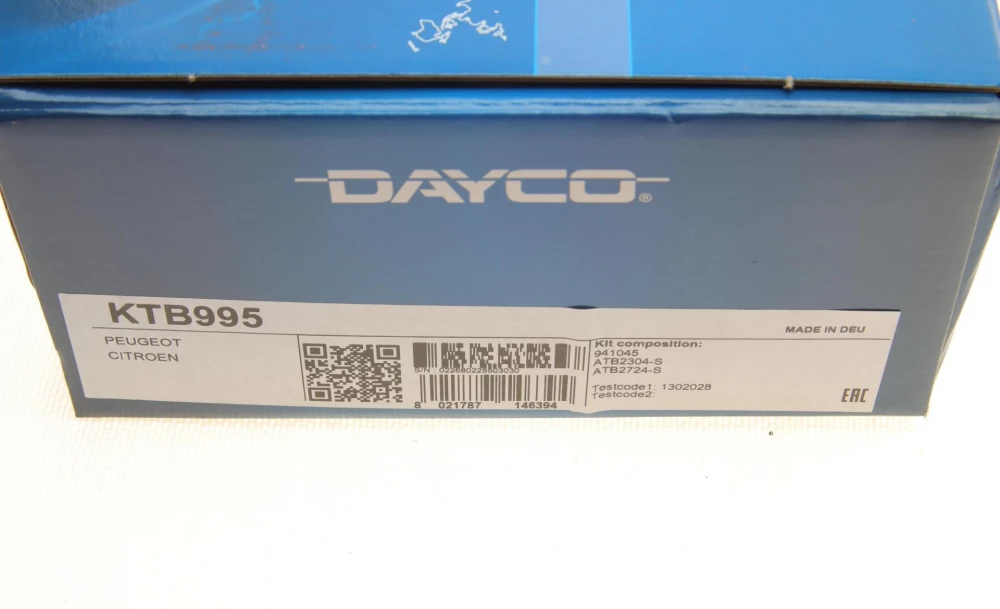 DAYCO®
KTB995
MADE IN DEU
PEUGEOT
CITROEN
Kit composition:
941045
ATB2304-S
ATB2724-S
Testcode1: 1302028
Testcode2:
S/N
8 021787 146394
EAC